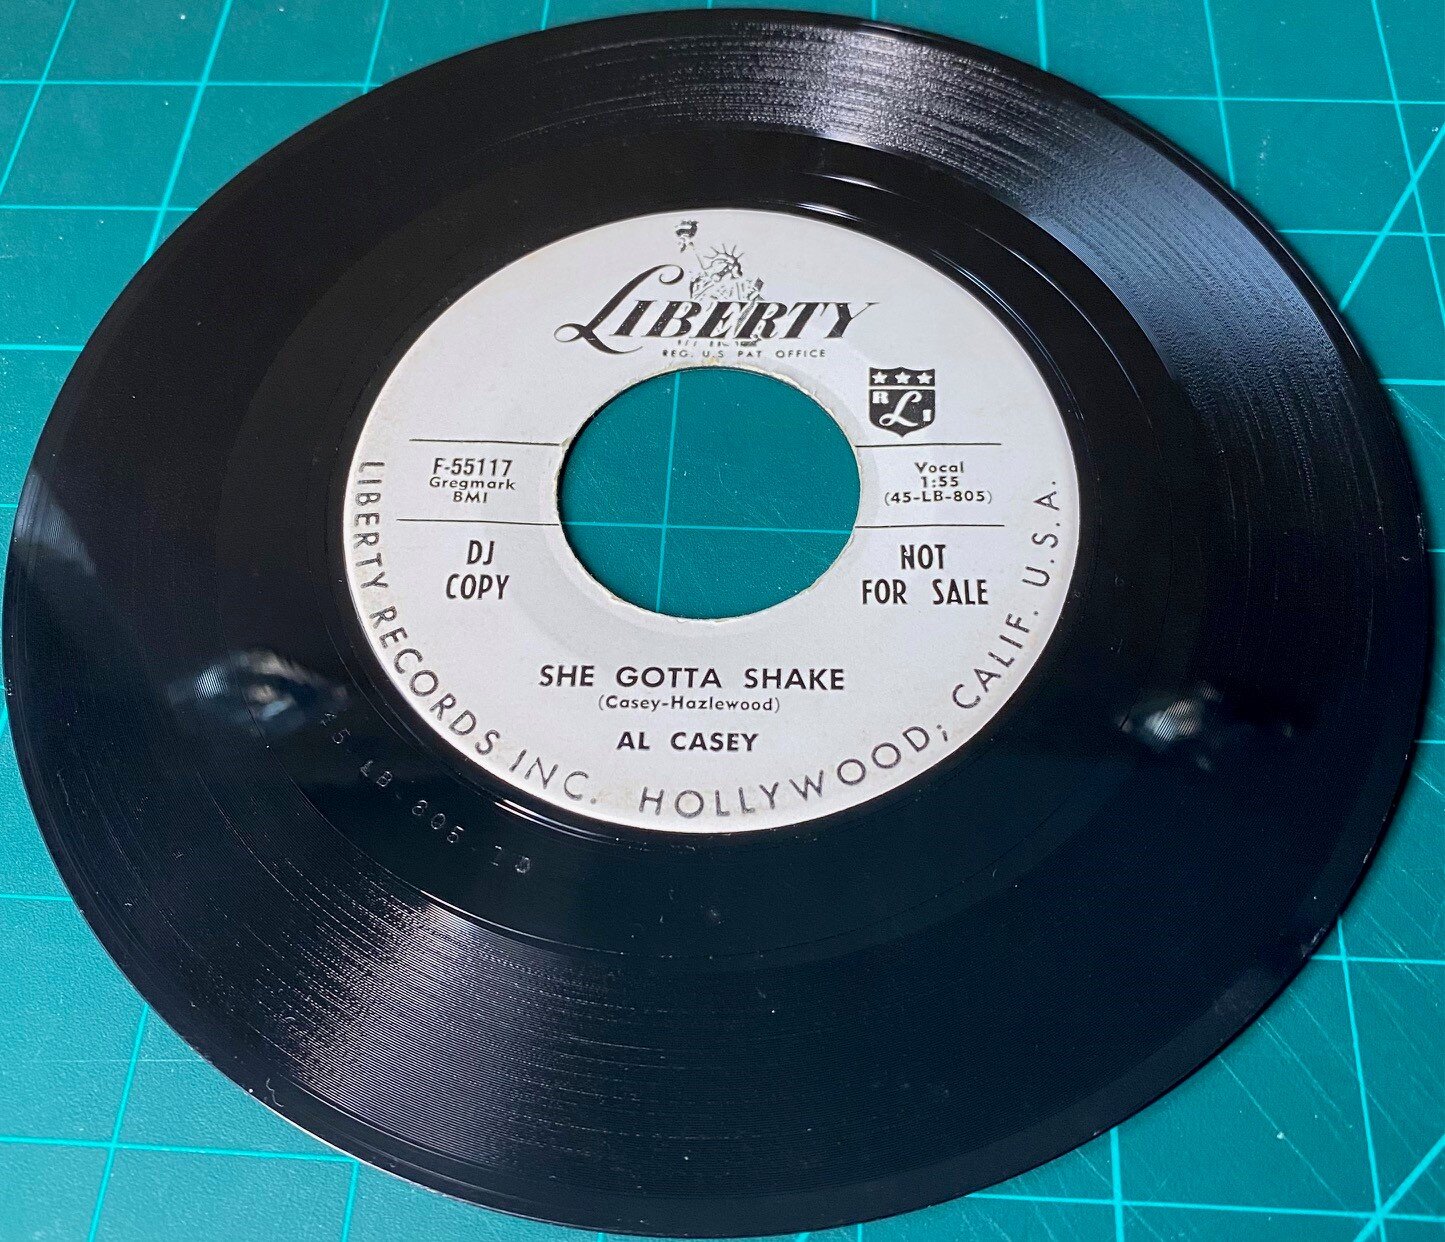 LIBERTY
REG. U.S. PAT. OFFICE
R L I
F-55117
Gregmark
BMI
Vocal
1:55
(45-LB-805)
DJ
COPY
NOT
FOR SALE
SHE GOTTA SHAKE
(Casey-Hazlewood)
AL CASEY
LIBERTY RECORDS INC. HOLLYWOOD; CALIF. U.S.A.
45-LB-805-1D